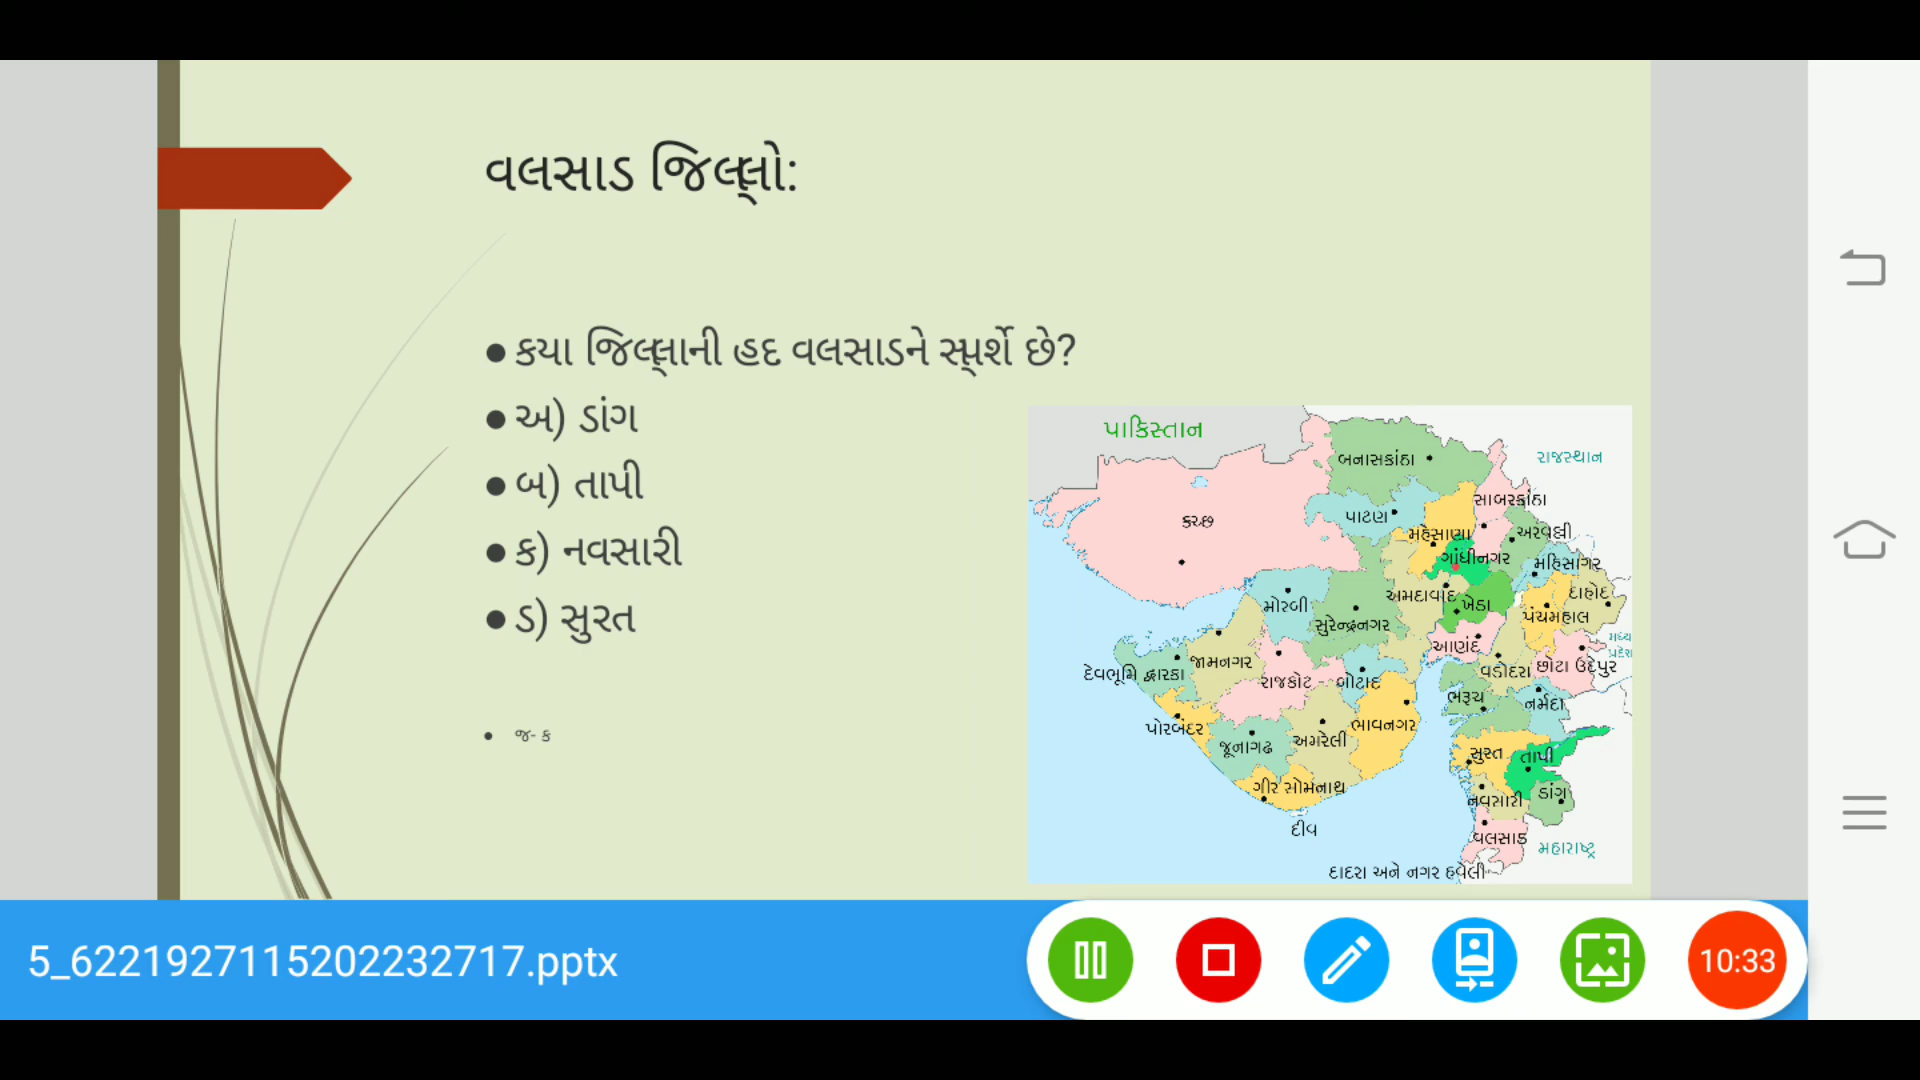 વલસાડ જિલ્લો:
● કયા જિલ્લાની હદ વલસાડને સ્પર્શે છે?
● અ) ડાંગ
● બ) તાપી
● ક) નવસારી
● ડ) સુરત
● જ- ક
પાકિસ્તાન
રાજસ્થાન
બનાસકાંઠા
સાબરકાંઠા
કચ્છ
પાટણ
મહેસાણા
અરવલ્લી
ગાંધીનગર
મહિસાગર
દાહોદ
મોરબી
અમદાવાદ
ખેડા
પંચમહાલ
સુરેન્દ્રનગર
આણંદ
મધ્ય
પ્રદેશ
દેવભૂમિ દ્વારકા
જામનગર
રાજકોટ
બોટાદ
વડોદરા
છોટા ઉદેપુર
ભરૂચ
નર્મદા
પોરબંદર
જૂનાગઢ
અમરેલી
ભાવનગર
સુરત
તાપી
ગીર સોમનાથ
નવસારી
ડાંગ
દીવ
વલસાડ
મહારાષ્ટ્ર
દાદરા અને નગર હવેલી
5_6221927115202232717.pptx
10:33